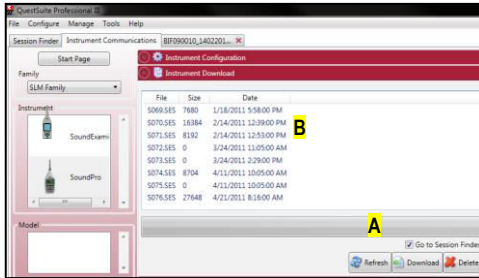 QuestSuite Professional II
File Configure Manage Tools Help
Session Finder Instrument Communications BIF090010_1402201...
Start Page
Family
SLM Family
Instrument
SoundExami
SoundPro
Model
Instrument Configuration
Instrument Download
File Size Date
S069.SES 7680 1/18/2011 5:58:00 PM
S070.SES 16384 2/14/2011 12:39:00 PM
S071.SES 8192 2/14/2011 12:53:00 PM
S072.SES 0 3/24/2011 11:05:00 AM
S073.SES 0 3/24/2011 2:29:00 PM
S074.SES 8704 4/11/2011 10:05:00 AM
S075.SES 0 4/11/2011 10:05:00 AM
S076.SES 27648 4/21/2011 8:16:00 AM
B
A
Go to Session Finder
Refresh Download Delete